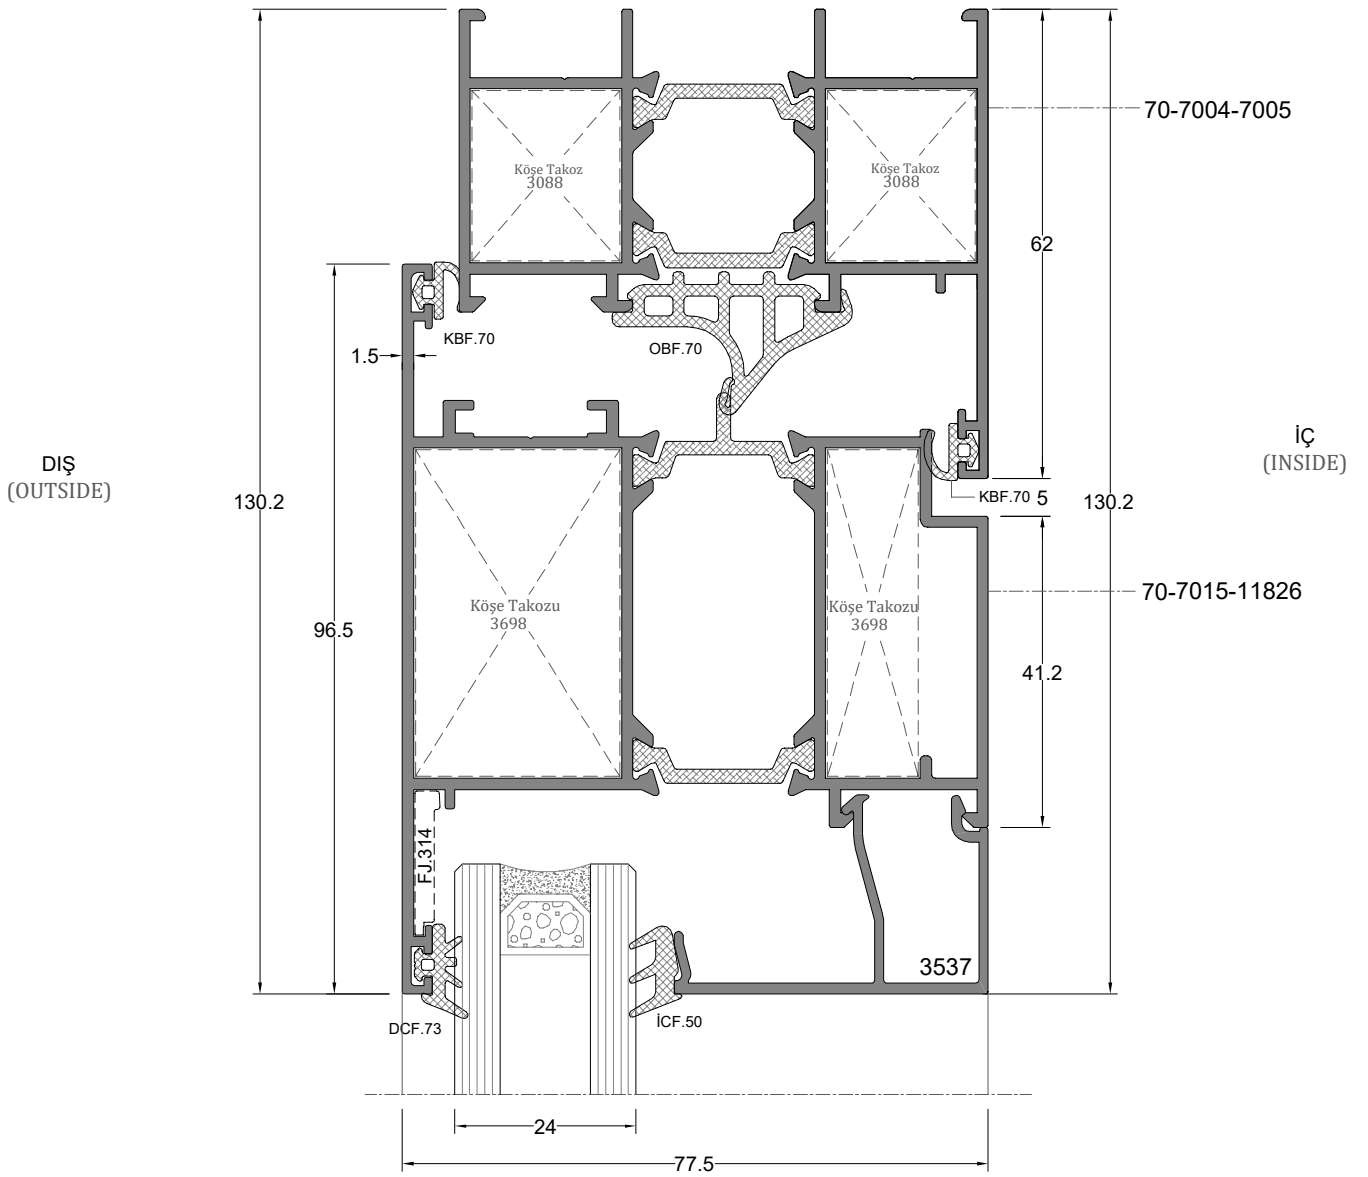 70-7004-7005
Köşe Takoz
3088
Köşe Takoz
3088
62
KBF.70
OBF.70
1.5
DIŞ
(OUTSIDE)
İÇ
(INSIDE)
130.2
KBF.70
5
130.2
70-7015-11826
Köşe Takozu
3698
Köşe Takozu
3698
96.5
41.2
FJ.314
3537
DCF.73
İCF.50
24
77.5